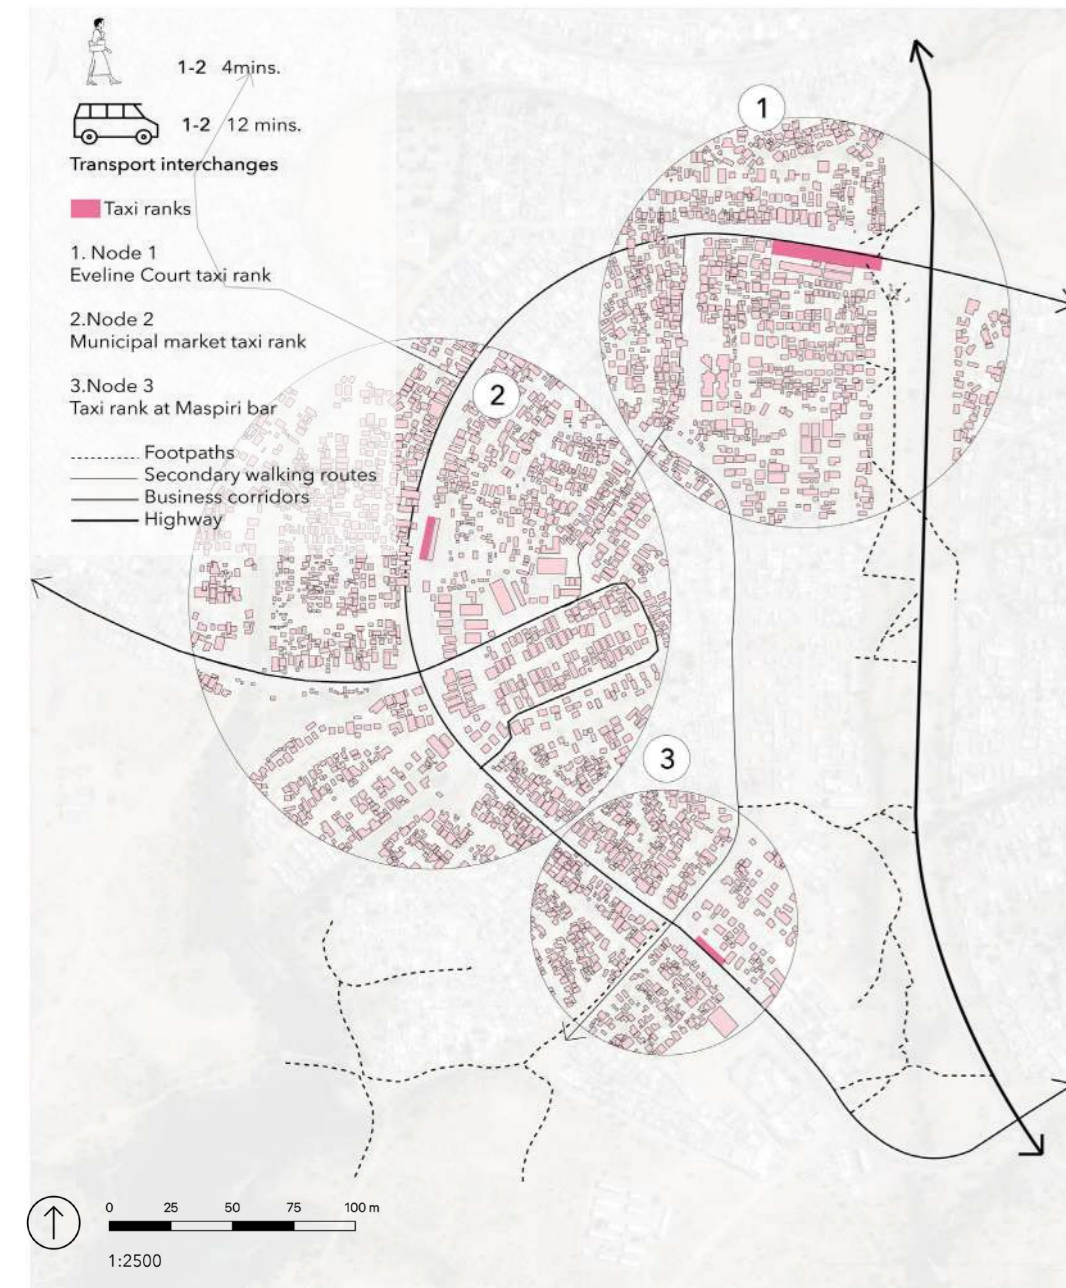 1-2 4mins.
1-2 12 mins.
Transport interchanges
Taxi ranks
1. Node 1
Eveline Court taxi rank
2.Node 2
Municipal market taxi rank
3.Node 3
Taxi rank at Maspiri bar
Footpaths
Secondary walking routes
Business corridors
Highway
1
2
3
0 25 50 75 100 m
1:2500